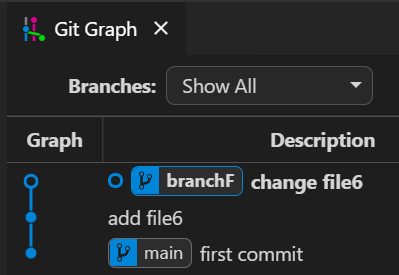 Git Graph
Branches: Show All
Graph Description
branchF change file6
add file6
main first commit